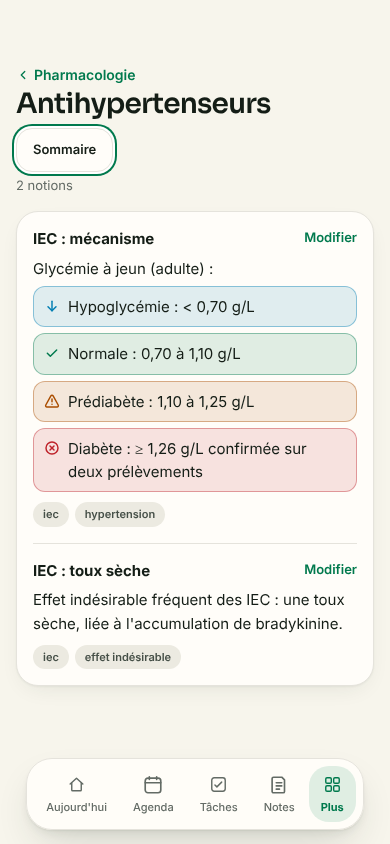 Pharmacologie
Antihypertenseurs
Sommaire
2 notions
IEC : mécanisme
Modifier
Glycémie à jeun (adulte) :
Hypoglycémie : < 0,70 g/L
Normale : 0,70 à 1,10 g/L
Prédiabète : 1,10 à 1,25 g/L
Diabète : ≥ 1,26 g/L confirmée sur
deux prélèvements
iec
hypertension
IEC : toux sèche
Modifier
Effet indésirable fréquent des IEC : une toux
sèche, liée à l'accumulation de bradykinine.
iec
effet indésirable
Aujourd'hui
Agenda
Tâches
Notes
Plus